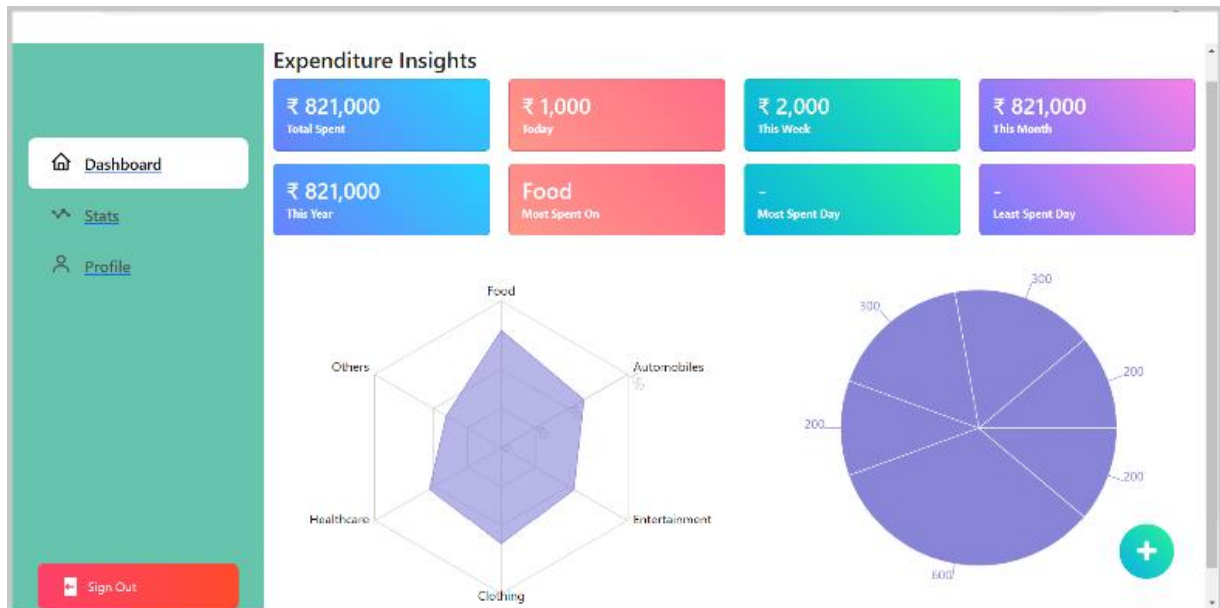 Expenditure Insights
₹ 821,000
Total Spent
₹ 1,000
Today
₹ 2,000
This Week
₹ 821,000
This Month
₹ 821,000
This Year
Food
Most Spent On
-
Most Spent Day
-
Least Spent Day
Dashboard
Stats
Profile
Sign Out
Food
Automobiles
Entertainment
Clothing
Healthcare
Others
300
300
200
200
200
600